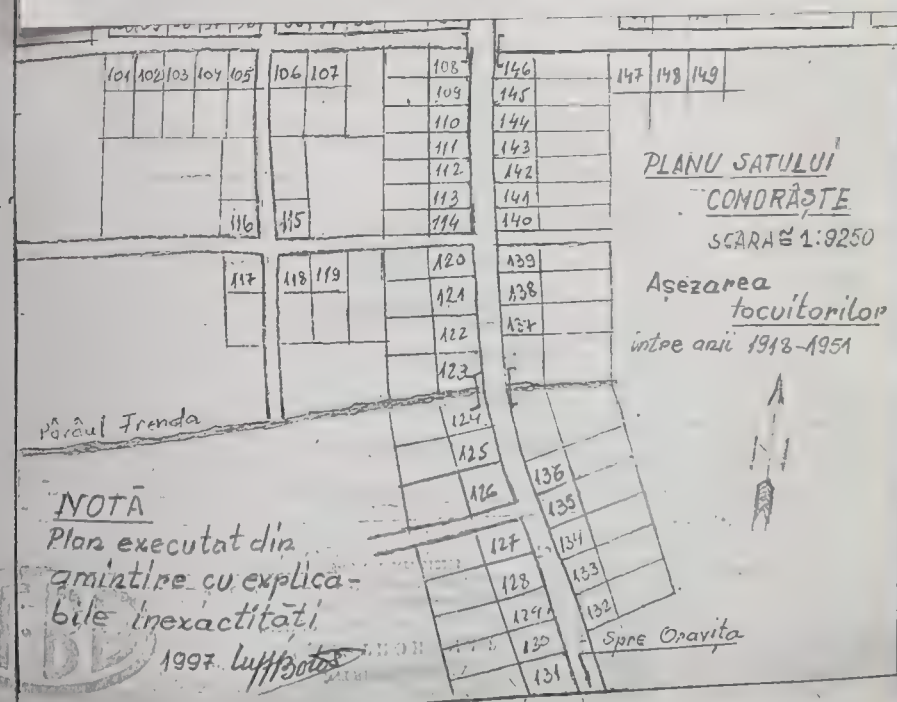 101 102 103 104 105 106 107 108 146 147 148 149
109 145
110 144
111 143
112 142
113 141
116 115 114 140
PLANU SATULUI
COMORÂȘTE
SCARA ≅ 1:9250
Așezarea
locuitorilor
între anii 1918-1951
117 118 119 120 139
121 138
122 137
123
Pârâul Frenda
124
125
126 136
135
127 134
128 133
129 132
130
131
Spre Oravița
NOTĂ
Plan executat din
amintire cu explica-
bile inexactități
1997